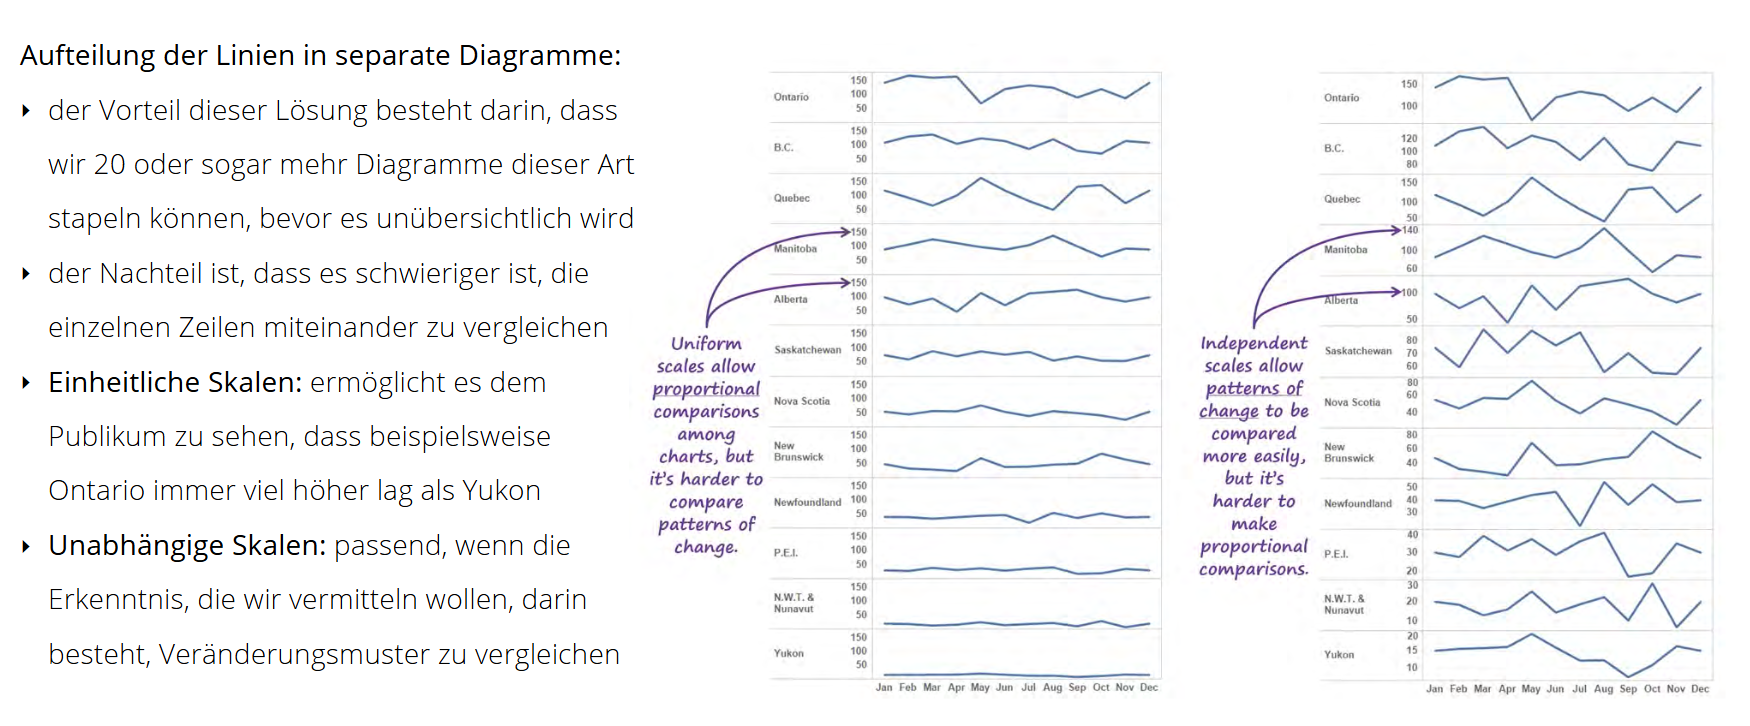 Aufteilung der Linien in separate Diagramme:
der Vorteil dieser Lösung besteht darin, dass
wir 20 oder sogar mehr Diagramme dieser Art
stapeln können, bevor es unübersichtlich wird
der Nachteil ist, dass es schwieriger ist, die
einzelnen Zeilen miteinander zu vergleichen
Einheitliche Skalen: ermöglicht es dem
Publikum zu sehen, dass beispielsweise
Ontario immer viel höher lag als Yukon
Unabhängige Skalen: passend, wenn die
Erkenntnis, die wir vermitteln wollen, darin
besteht, Veränderungsmuster zu vergleichen
Uniform
scales allow
proportional
comparisons
among
charts, but
it's harder to
compare
patterns of
change.
150
Ontario 100
50
150
B.C. 100
50
150
Quebec 100
50
150
Manitoba 100
50
150
Alberta 100
50
150
Saskatchewan 100
50
150
Nova Scotia 100
50
150
New
Brunswick 100
50
150
Newfoundland 100
50
150
P.E.I. 100
50
150
N.W.T. &
Nunavut 100
50
150
Yukon 100
50
Jan Feb Mar Apr May Jun Jul Aug Sep Oct Nov Dec
Independent
scales allow
patterns of
change to be
compared
more easily,
but it's
harder to
make
proportional
comparisons.
150
Ontario
100
120
B.C. 100
80
150
Quebec 100
50
140
Manitoba 100
60
100
Alberta
50
80
Saskatchewan 70
60
80
Nova Scotia 60
40
80
New
Brunswick 60
40
50
Newfoundland 40
30
40
P.E.I. 30
20
30
N.W.T. &
Nunavut 20
10
20
Yukon 15
10
Jan Feb Mar Apr May Jun Jul Aug Sep Oct Nov Dec